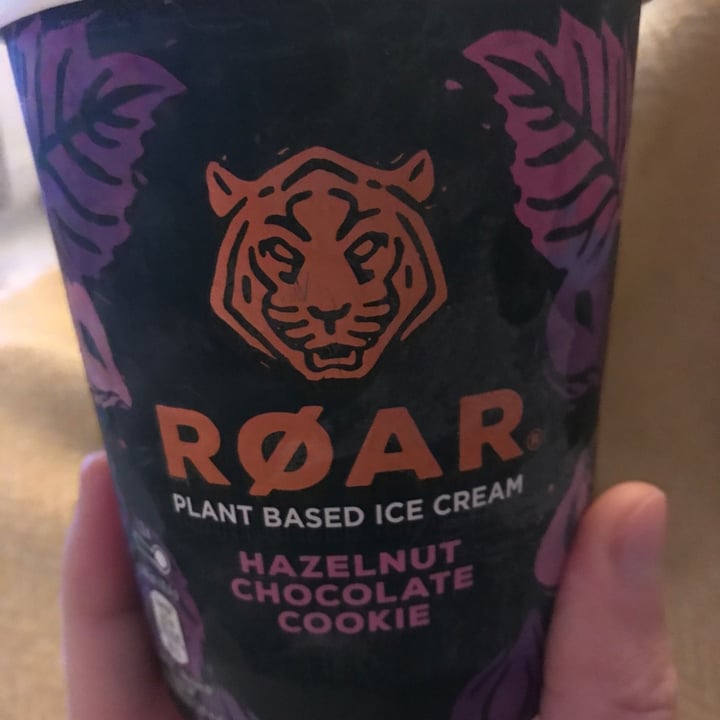 RØAR®
PLANT BASED ICE CREAM
HAZELNUT
CHOCOLATE
COOKIE